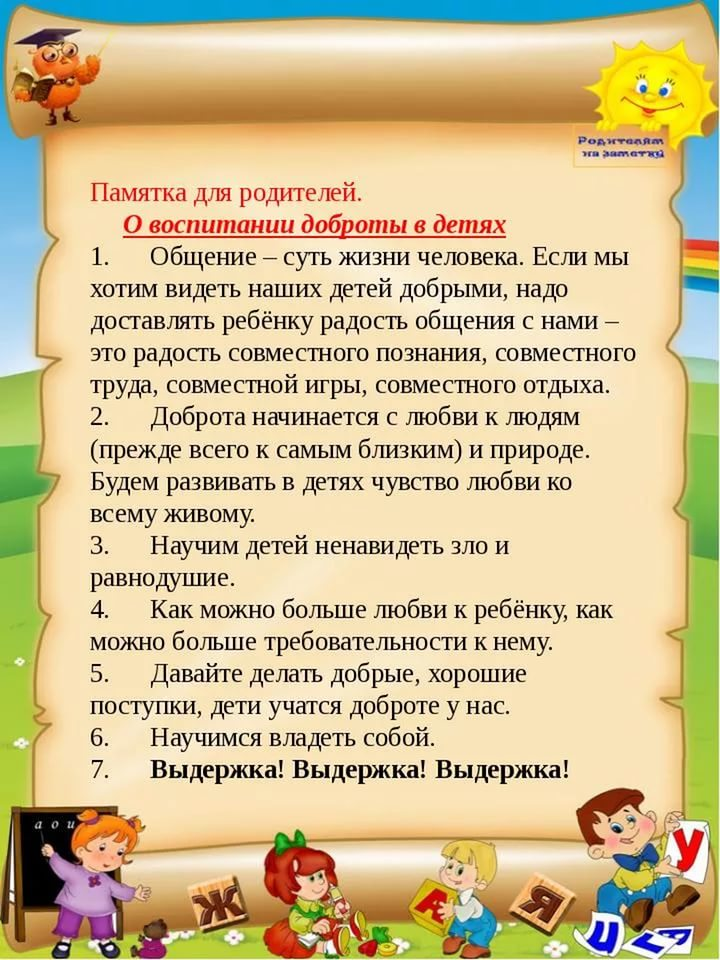 Родителям
на заметку
Памятка для родителей.
О воспитании доброты в детях
1. Общение – суть жизни человека. Если мы
хотим видеть наших детей добрыми, надо
доставлять ребёнку радость общения с нами –
это радость совместного познания, совместного
труда, совместной игры, совместного отдыха.
2. Доброта начинается с любви к людям
(прежде всего к самым близким) и природе.
Будем развивать в детях чувство любви ко
всему живому.
3. Научим детей ненавидеть зло и
равнодушие.
4. Как можно больше любви к ребёнку, как
можно больше требовательности к нему.
5. Давайте делать добрые, хорошие
поступки, дети учатся доброте у нас.
6. Научимся владеть собой.
7. Выдержка! Выдержка! Выдержка!
а о и
У
Ж
А
Я